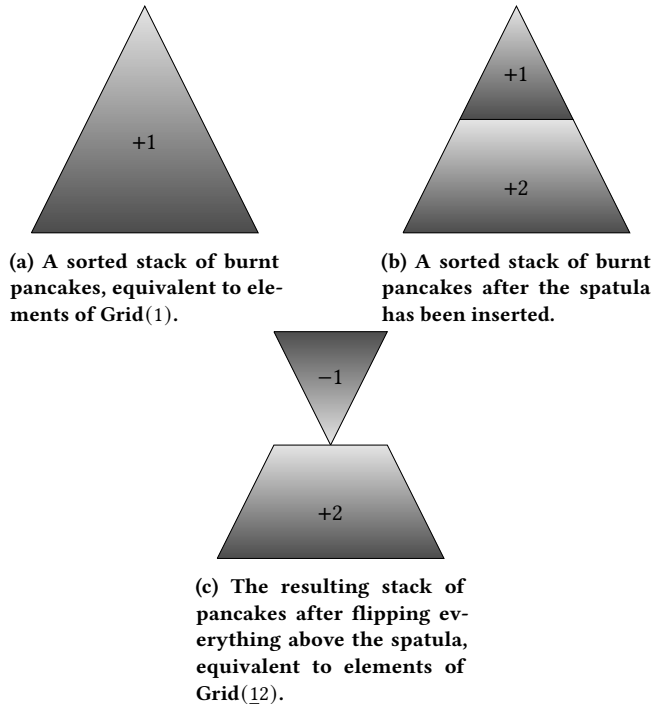 +1
+1
+2
(a) A sorted stack of burnt
pancakes, equivalent to ele-
ments of Grid(1).
(b) A sorted stack of burnt
pancakes after the spatula
has been inserted.
−1
+2
(c) The resulting stack of
pancakes after flipping ev-
erything above the spatula,
equivalent to elements of
Grid(1̲2).